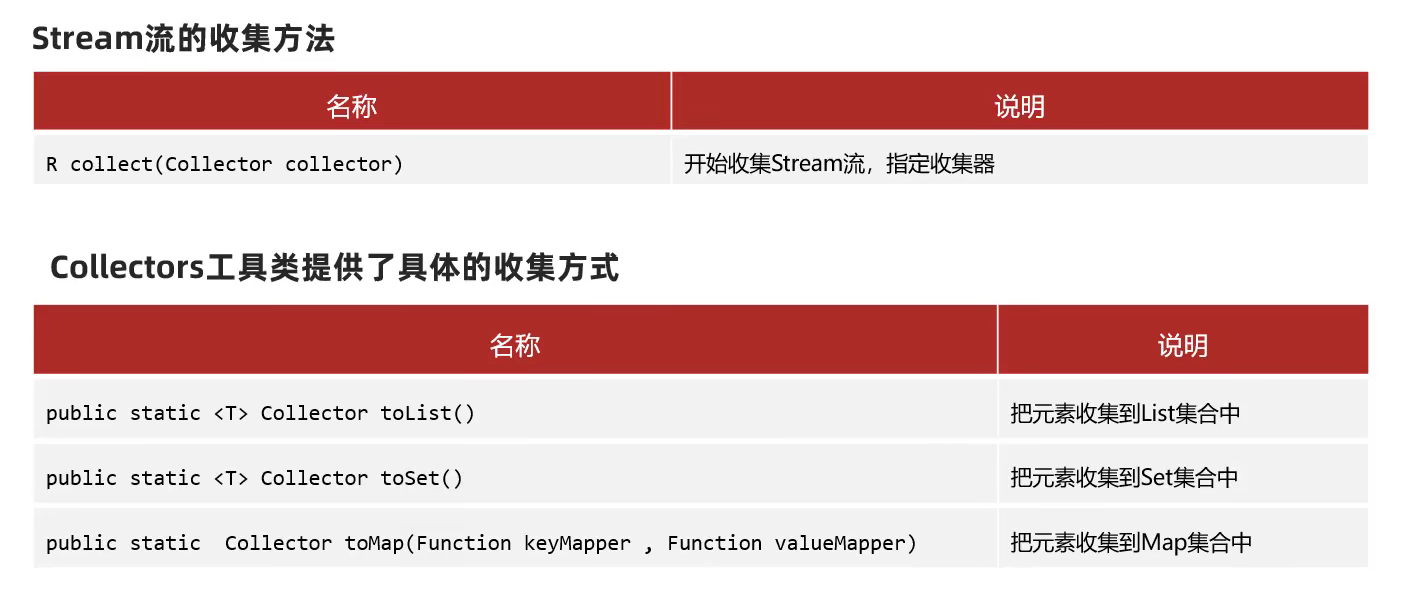 Stream流的收集方法
名称 说明
R collect(Collector collector) 开始收集Stream流，指定收集器
Collectors工具类提供了具体的收集方式
名称 说明
public static <T> Collector toList() 把元素收集到List集合中
public static <T> Collector toSet() 把元素收集到Set集合中
public static  Collector toMap(Function keyMapper , Function valueMapper) 把元素收集到Map集合中